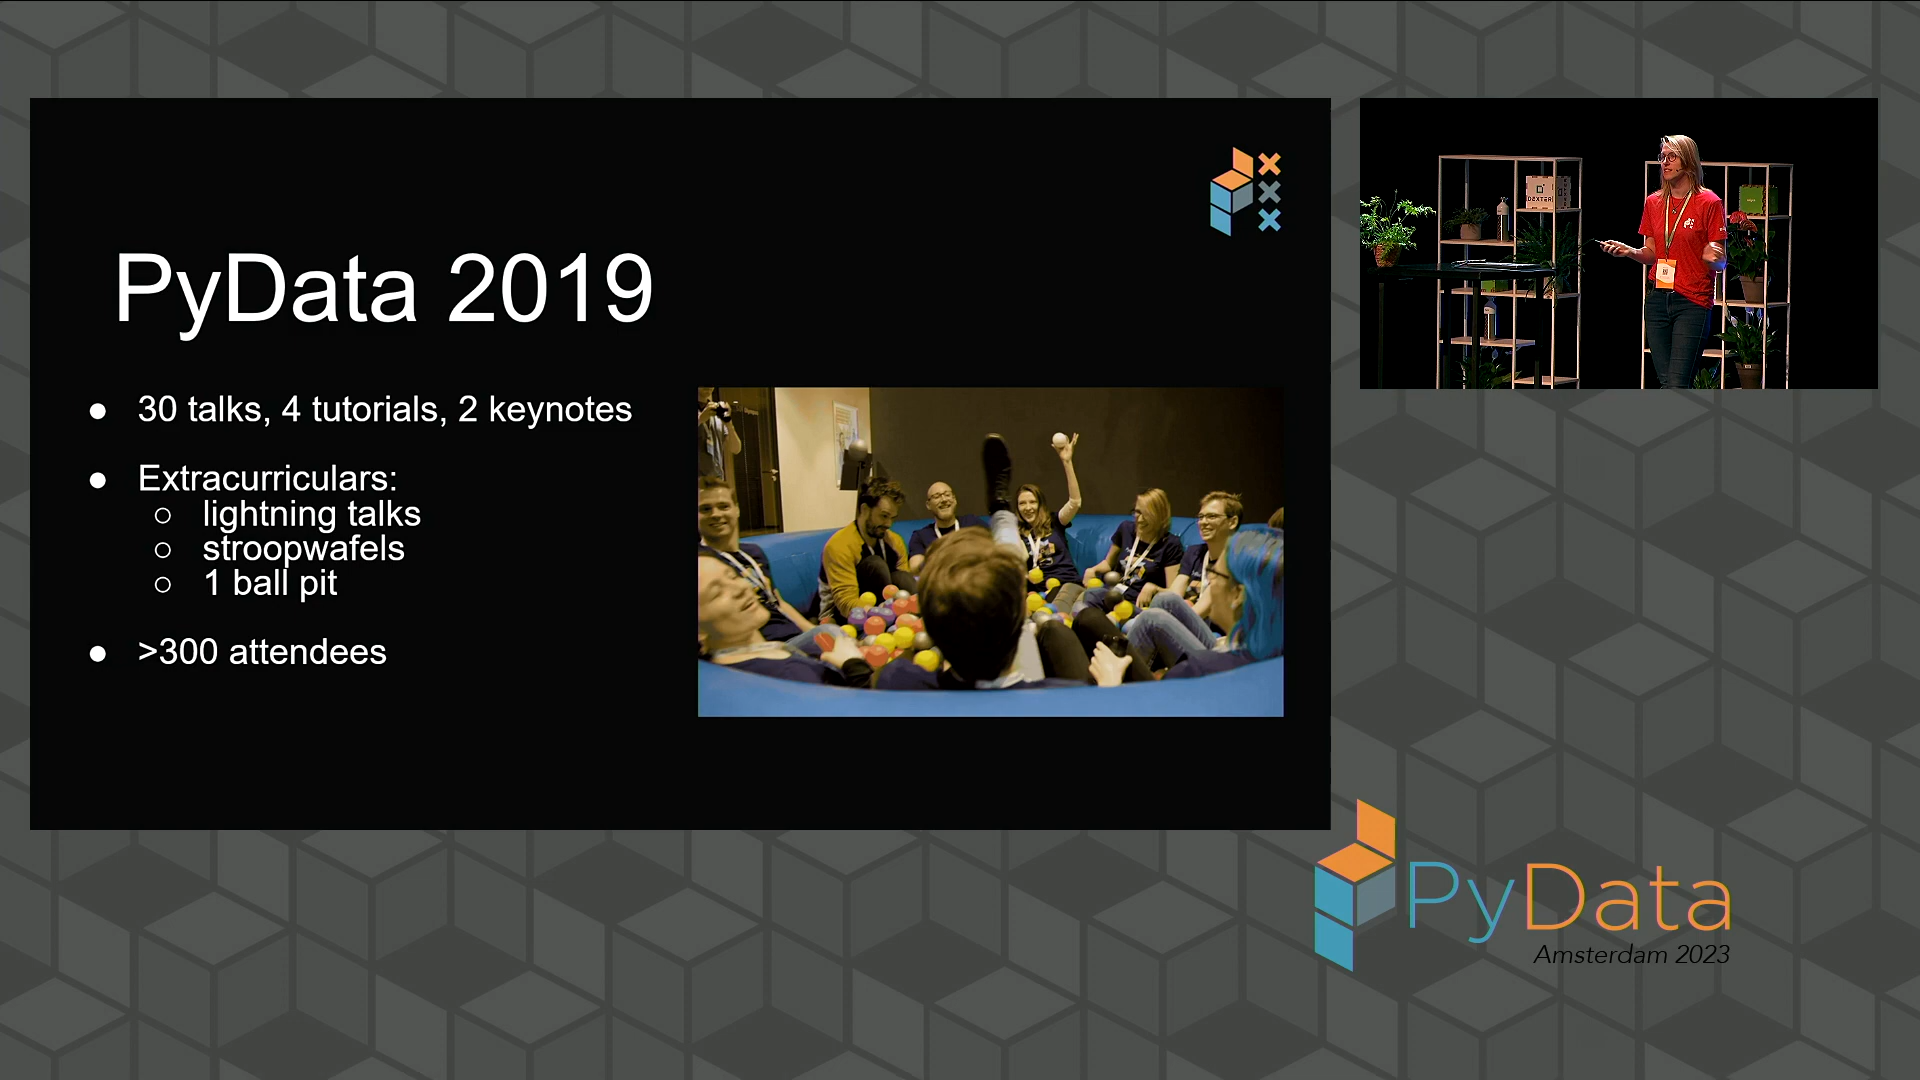 PyData 2019
● 30 talks, 4 tutorials, 2 keynotes
● Extracurriculars:
○ lightning talks
○ stroopwafels
○ 1 ball pit
● >300 attendees
DEXTER
PyData
Amsterdam 2023